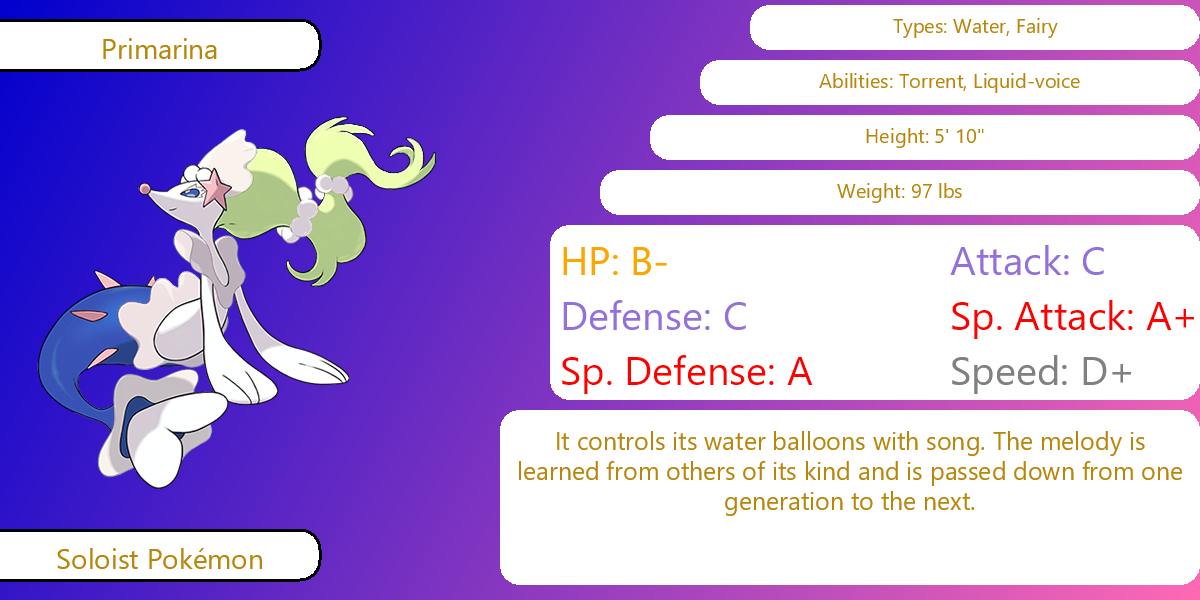 Primarina
Types: Water, Fairy
Abilities: Torrent, Liquid-voice
Height: 5' 10"
Weight: 97 lbs
HP: B-
Attack: C
Defense: C
Sp. Attack: A+
Sp. Defense: A
Speed: D+
It controls its water balloons with song. The melody is
learned from others of its kind and is passed down from one
generation to the next.
Soloist Pokémon